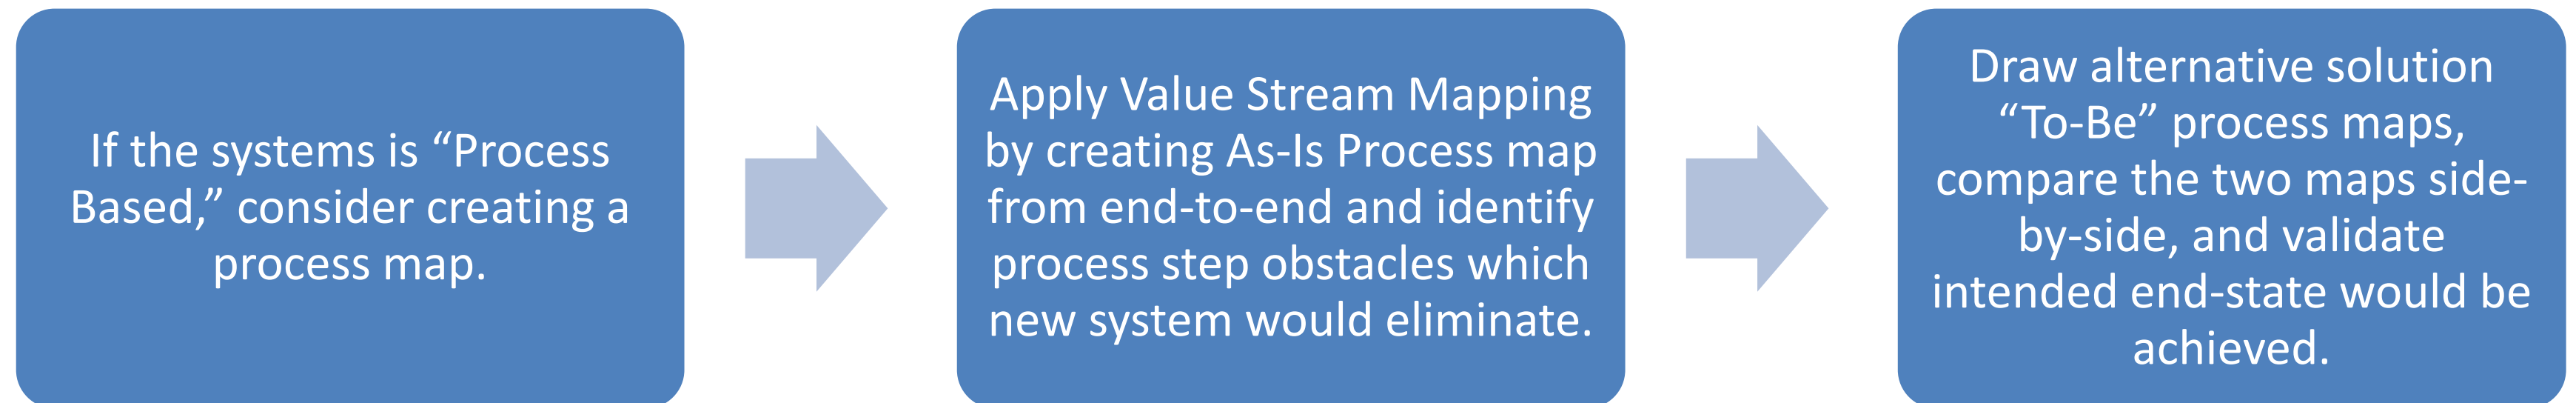 If the systems is “Process
Based,” consider creating a
process map.
Apply Value Stream Mapping
by creating As-Is Process map
from end-to-end and identify
process step obstacles which
new system would eliminate.
Draw alternative solution
“To-Be” process maps,
compare the two maps side-
by-side, and validate
intended end-state would be
achieved.